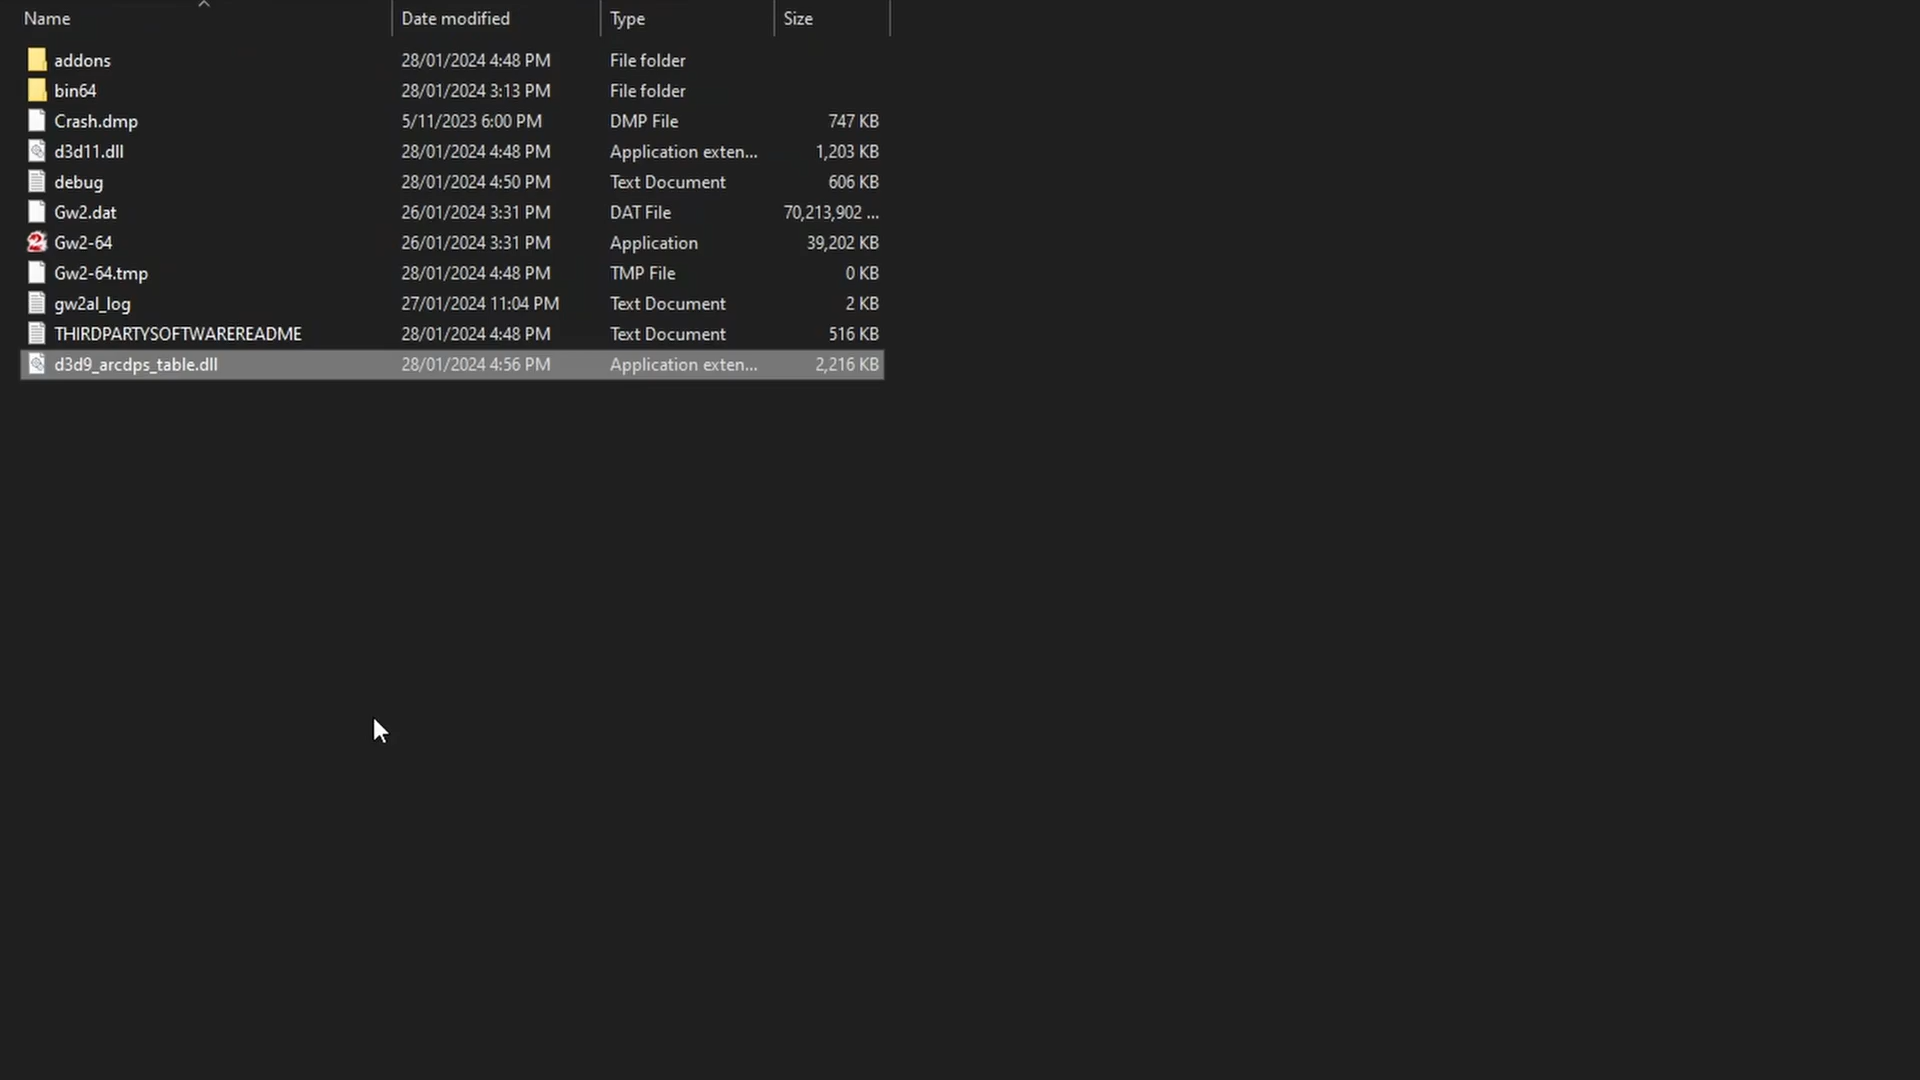 Name Date modified Type Size
addons 28/01/2024 4:48 PM File folder
bin64 28/01/2024 3:13 PM File folder
Crash.dmp 5/11/2023 6:00 PM DMP File 747 KB
d3d11.dll 28/01/2024 4:48 PM Application exten... 1,203 KB
debug 28/01/2024 4:50 PM Text Document 606 KB
Gw2.dat 26/01/2024 3:31 PM DAT File 70,213,902 ...
Gw2-64 26/01/2024 3:31 PM Application 39,202 KB
Gw2-64.tmp 28/01/2024 4:48 PM TMP File 0 KB
gw2al_log 27/01/2024 11:04 PM Text Document 2 KB
THIRDPARTYSOFTWAREREADME 28/01/2024 4:48 PM Text Document 516 KB
d3d9_arcdps_table.dll 28/01/2024 4:56 PM Application exten... 2,216 KB